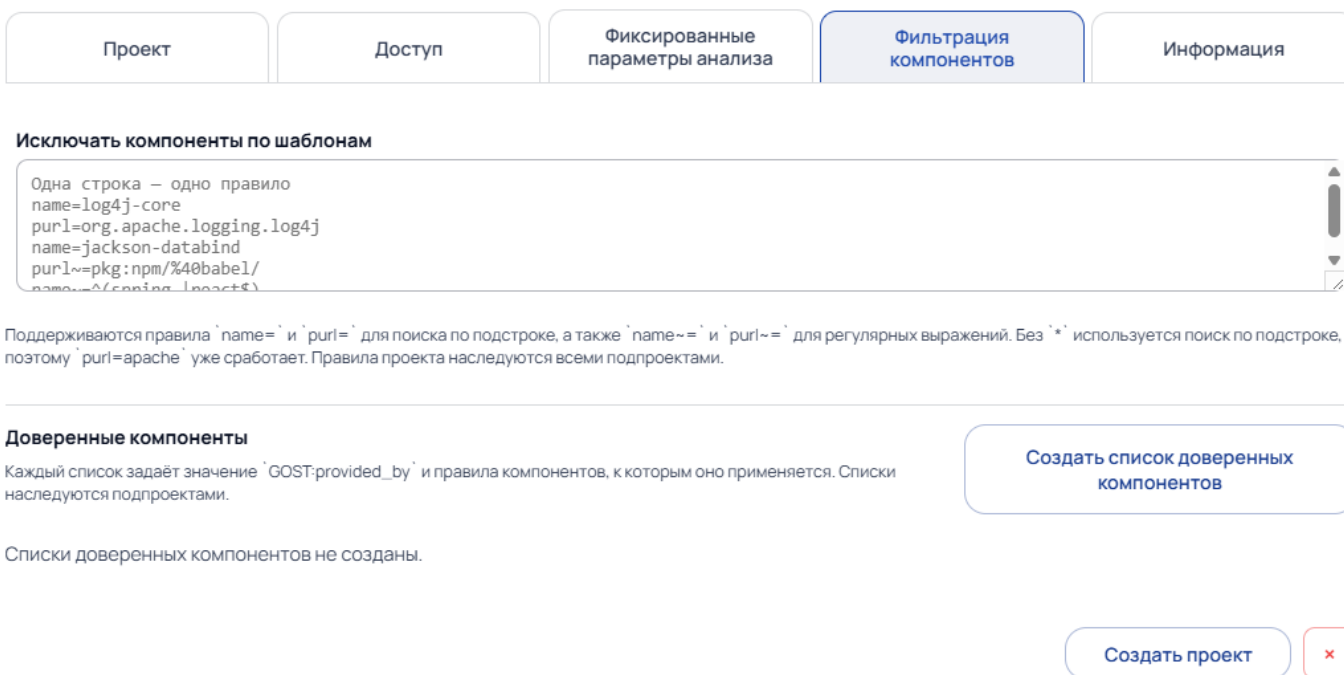 Проект
Доступ
Фиксированные
параметры анализа
Фильтрация
компонентов
Информация
Исключать компоненты по шаблонам
Одна строка — одно правило
name=log4j-core
purl=org.apache.logging.log4j
name=jackson-databind
purl~=pkg:npm/%40babel/
name~=^(spring.|react$)
Поддерживаются правила `name=` и `purl=` для поиска по подстроке, а также `name~=` и `purl~=` для регулярных выражений. Без `*` используется поиск по подстроке,
поэтому `purl=apache` уже сработает. Правила проекта наследуются всеми подпроектами.
Доверенные компоненты
Каждый список задаёт значение `GOST:provided_by` и правила компонентов, к которым оно применяется. Списки
наследуются подпроектами.
Создать список доверенных
компонентов
Списки доверенных компонентов не созданы.
Создать проект
×